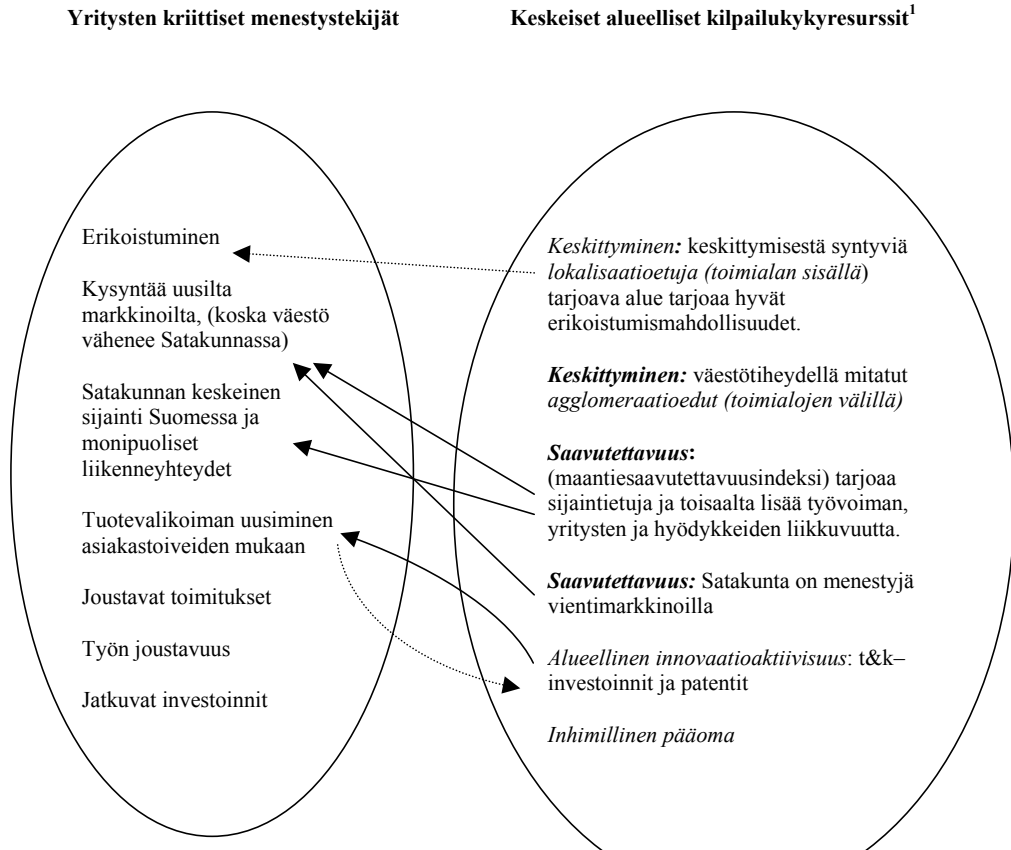 Yritysten kriittiset menestystekijät
Keskeiset alueelliset kilpailukykyresurssit1
Erikoistuminen
Kysyntää uusilta
markkinoilta, (koska väestö
vähenee Satakunnassa)
Satakunnan keskeinen
sijainti Suomessa ja
monipuoliset
liikenneyhteydet
Tuotevalikoiman uusiminen
asiakastoiveiden mukaan
Joustavat toimitukset
Työn joustavuus
Jatkuvat investoinnit
Keskittyminen: keskittymisestä syntyviä
lokalisaatioetuja (toimialan sisällä)
tarjoava alue tarjoaa hyvät
erikoistumismahdollisuudet.
Keskittyminen: väestötiheydellä mitatut
agglomeraatioedut (toimialojen välillä)
Saavutettavuus:
(maantiesaavutettavuusindeksi) tarjoaa
sijaintietuja ja toisaalta lisää työvoiman,
yritysten ja hyödykkeiden liikkuvuutta.
Saavutettavuus: Satakunta on menestyjä
vientimarkkinoilla
Alueellinen innovaatioaktiivisuus: t&k–
investoinnit ja patentit
Inhimillinen pääoma